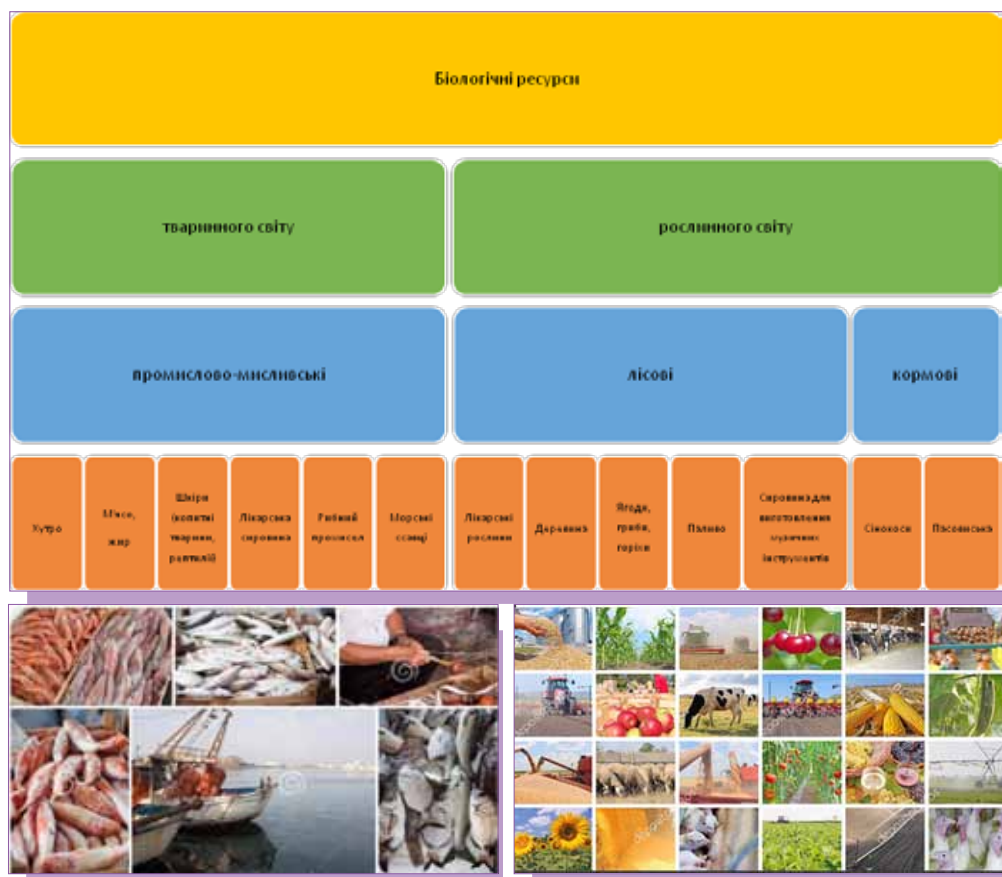 Біологічні ресурси
тваринного світу
рослинного світу
промислово-мисливські
лісові
кормові
Хутро
М'ясо,
жир
Шкіри
(копитні
тварини,
рептилії)
Лікарська
сировина
Рибний
промисел
Морські
ссавці
Лікарські
рослини
Деревина
Ягоди,
гриби,
горіхи
Паливо
Сировина для
виготовлення
музичних
інструментів
Сінокоси
Пасовиська